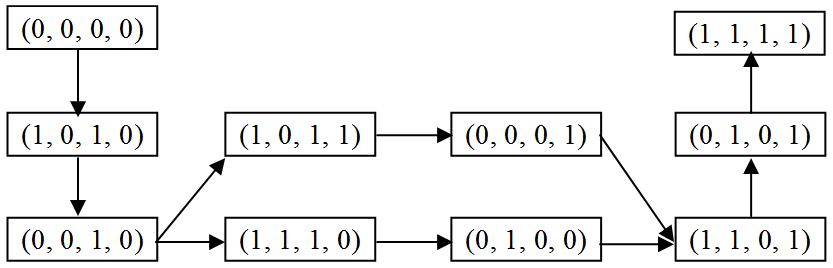 (0, 0, 0, 0)
(1, 1, 1, 1)
(1, 0, 1, 0)
(1, 0, 1, 1)
(0, 0, 0, 1)
(0, 1, 0, 1)
(0, 0, 1, 0)
(1, 1, 1, 0)
(0, 1, 0, 0)
(1, 1, 0, 1)